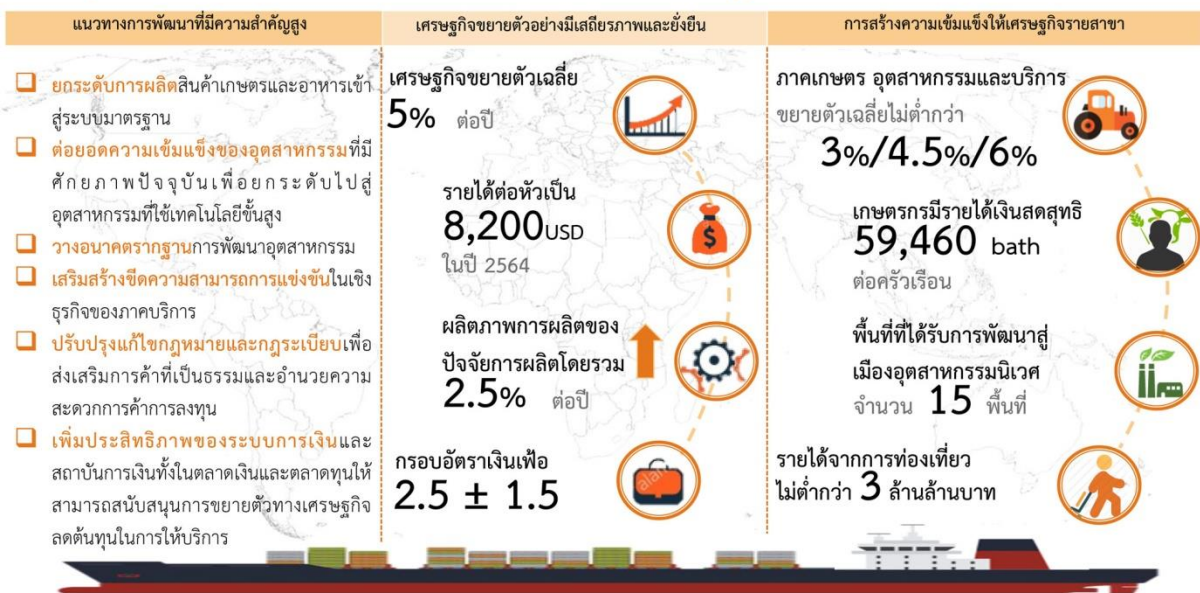 แนวทางการพัฒนาที่มีความสำคัญสูง
ยกระดับการผลิตสินค้าเกษตรและอาหารเข้า
สู่ระบบมาตรฐาน
ต่อยอดความเข้มแข็งของอุตสาหกรรมที่มี
ศักยภาพปัจจุบันเพื่อยกระดับไปสู่
อุตสาหกรรมที่ใช้เทคโนโลยีขั้นสูง
วางอนาคตรากฐานการพัฒนาอุตสาหกรรม
เสริมสร้างขีดความสามารถการแข่งขันในเชิง
ธุรกิจของภาคบริการ
ปรับปรุงแก้ไขกฎหมายและกฎระเบียบเพื่อ
ส่งเสริมการค้าที่เป็นธรรมและอำนวยความ
สะดวกการค้าการลงทุน
เพิ่มประสิทธิภาพของระบบการเงินและ
สถาบันการเงินทั้งในตลาดเงินและตลาดทุนให้
สามารถสนับสนุนการขยายตัวทางเศรษฐกิจ
ลดต้นทุนในการให้บริการ
เศรษฐกิจขยายตัวอย่างมีเสถียรภาพและยั่งยืน
เศรษฐกิจขยายตัวเฉลี่ย
5% ต่อปี
รายได้ต่อหัวเป็น
8,200USD
ในปี 2564
ผลิตภาพการผลิตของ
ปัจจัยการผลิตโดยรวม
2.5% ต่อปี
กรอบอัตราเงินเฟ้อ
2.5 ± 1.5
การสร้างความเข้มแข็งให้เศรษฐกิจรายสาขา
ภาคเกษตร อุตสาหกรรมและบริการ
ขยายตัวเฉลี่ยไม่ต่ำกว่า
3%/4.5%/6%
เกษตรกรมีรายได้เงินสดสุทธิ
59,460 bath
ต่อครัวเรือน
พื้นที่ที่ได้รับการพัฒนาสู่
เมืองอุตสาหกรรมนิเวศ
จำนวน 15 พื้นที่
รายได้จากการท่องเที่ยว
ไม่ต่ำกว่า 3 ล้านล้านบาท